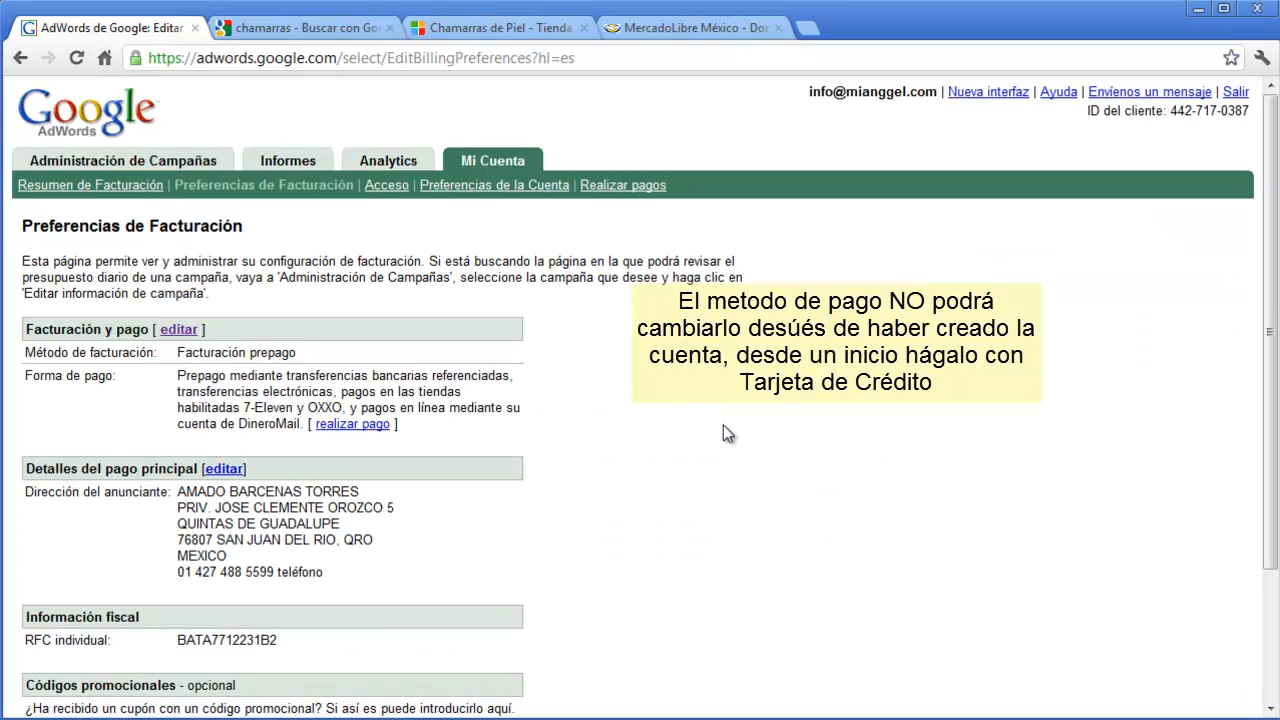 AdWords de Google: Editar
chamarras - Buscar con Goo
Chamarras de Piel - Tienda
MercadoLibre México - Don
https://adwords.google.com/select/EditBillingPreferences?hl=es
Google
AdWords
info@mianggel.com | Nueva interfaz | Ayuda | Envíenos un mensaje | Salir
ID del cliente: 442-717-0387
Administración de Campañas
Informes
Analytics
Mi Cuenta
Resumen de Facturación | Preferencias de Facturación | Acceso | Preferencias de la Cuenta | Realizar pagos
Preferencias de Facturación
Esta página permite ver y administrar su configuración de facturación. Si está buscando la página en la que podrá revisar el
presupuesto diario de una campaña, vaya a 'Administración de Campañas', seleccione la campaña que desee y haga clic en
'Editar información de campaña'.
El metodo de pago NO podrá
cambiarlo desúés de haber creado la
cuenta, desde un inicio hágalo con
Tarjeta de Crédito
Facturación y pago [ editar ]
Método de facturación: Facturación prepago
Forma de pago: Prepago mediante transferencias bancarias referenciadas,
transferencias electrónicas, pagos en las tiendas
habilitadas 7-Eleven y OXXO, y pagos en línea mediante su
cuenta de DineroMail. [ realizar pago ]
Detalles del pago principal [editar]
Dirección del anunciante: AMADO BARCENAS TORRES
PRIV. JOSE CLEMENTE OROZCO 5
QUINTAS DE GUADALUPE
76807 SAN JUAN DEL RIO, QRO
MEXICO
01 427 488 5599 teléfono
Información fiscal
RFC individual: BATA7712231B2
Códigos promocionales - opcional
¿Ha recibido un cupón con un código promocional? Si así es puede introducirlo aquí.